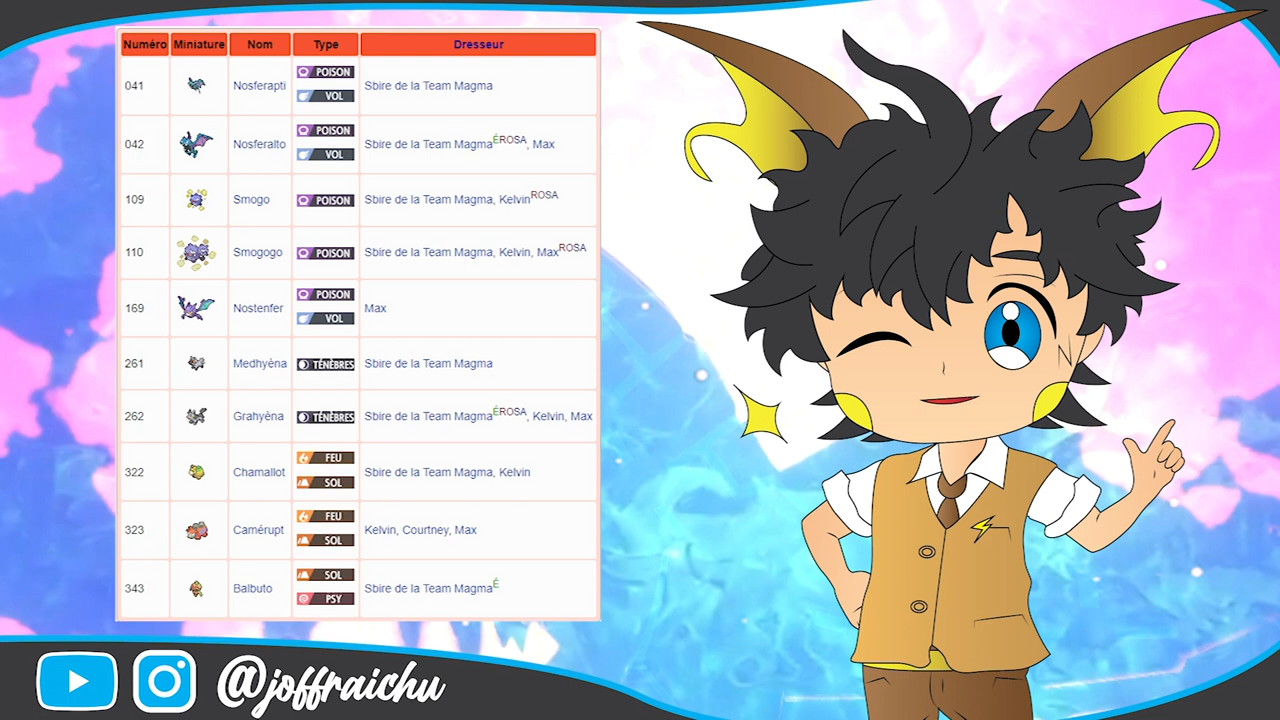 Numéro Miniature Nom Type Dresseur
041 Nosferapti POISON VOL Sbire de la Team Magma
042 Nosferalto POISON VOL Sbire de la Team MagmaÉROSA, Max
109 Smogo POISON Sbire de la Team Magma, KelvinROSA
110 Smogogo POISON Sbire de la Team Magma, Kelvin, MaxROSA
169 Nostenfer POISON VOL Max
261 Medhyèna TÉNÈBRES Sbire de la Team Magma
262 Grahyèna TÉNÈBRES Sbire de la Team MagmaÉROSA, Kelvin, Max
322 Chamallot FEU SOL Sbire de la Team Magma, Kelvin
323 Camérupt FEU SOL Kelvin, Courtney, Max
343 Balbuto SOL PSY Sbire de la Team MagmaÉ
@joffraichu